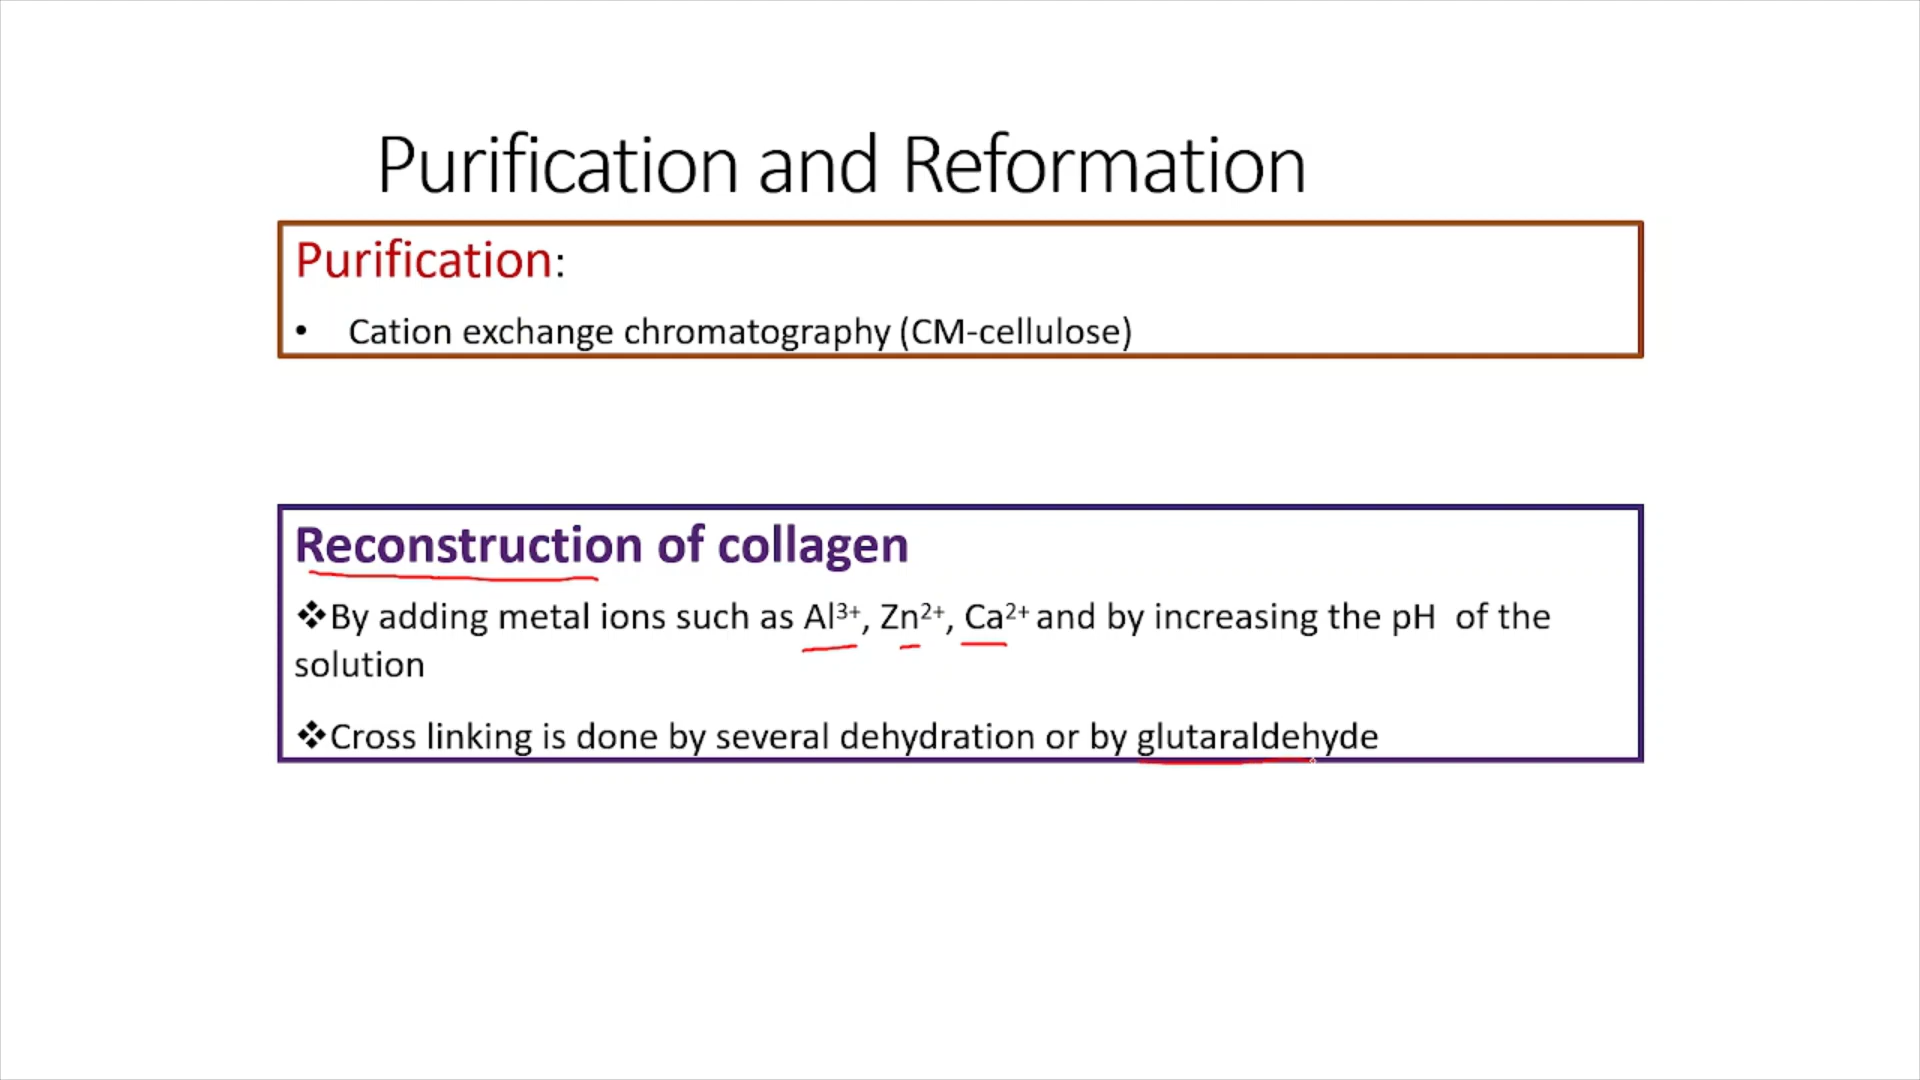 Purification and Reformation
Purification:
• Cation exchange chromatography (CM-cellulose)
Reconstruction of collagen
❖By adding metal ions such as Al³⁺, Zn²⁺, Ca²⁺ and by increasing the pH of the
solution
❖Cross linking is done by several dehydration or by glutaraldehyde